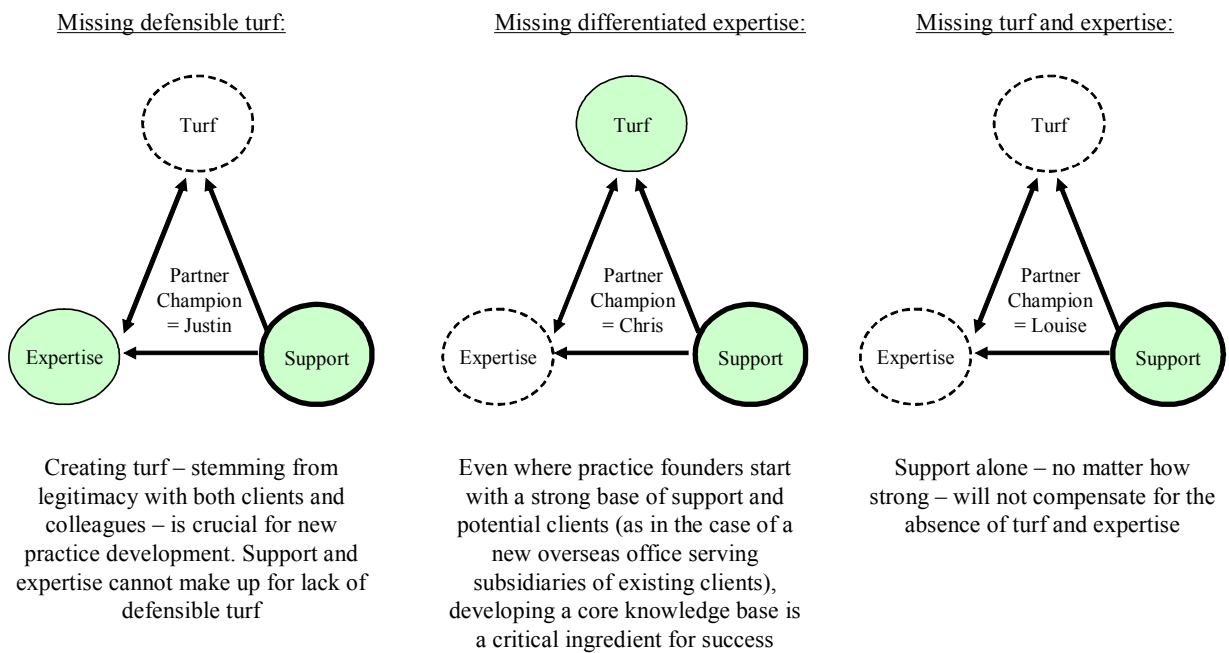 Missing defensible turf:
Turf
Partner
Champion
= Justin
Expertise
Support
Creating turf – stemming from
legitimacy with both clients and
colleagues – is crucial for new
practice development. Support and
expertise cannot make up for lack of
defensible turf
Missing differentiated expertise:
Turf
Partner
Champion
= Chris
Expertise
Support
Even where practice founders start
with a strong base of support and
potential clients (as in the case of a
new overseas office serving
subsidiaries of existing clients),
developing a core knowledge base is
a critical ingredient for success
Missing turf and expertise:
Turf
Partner
Champion
= Louise
Expertise
Support
Support alone – no matter how
strong – will not compensate for the
absence of turf and expertise